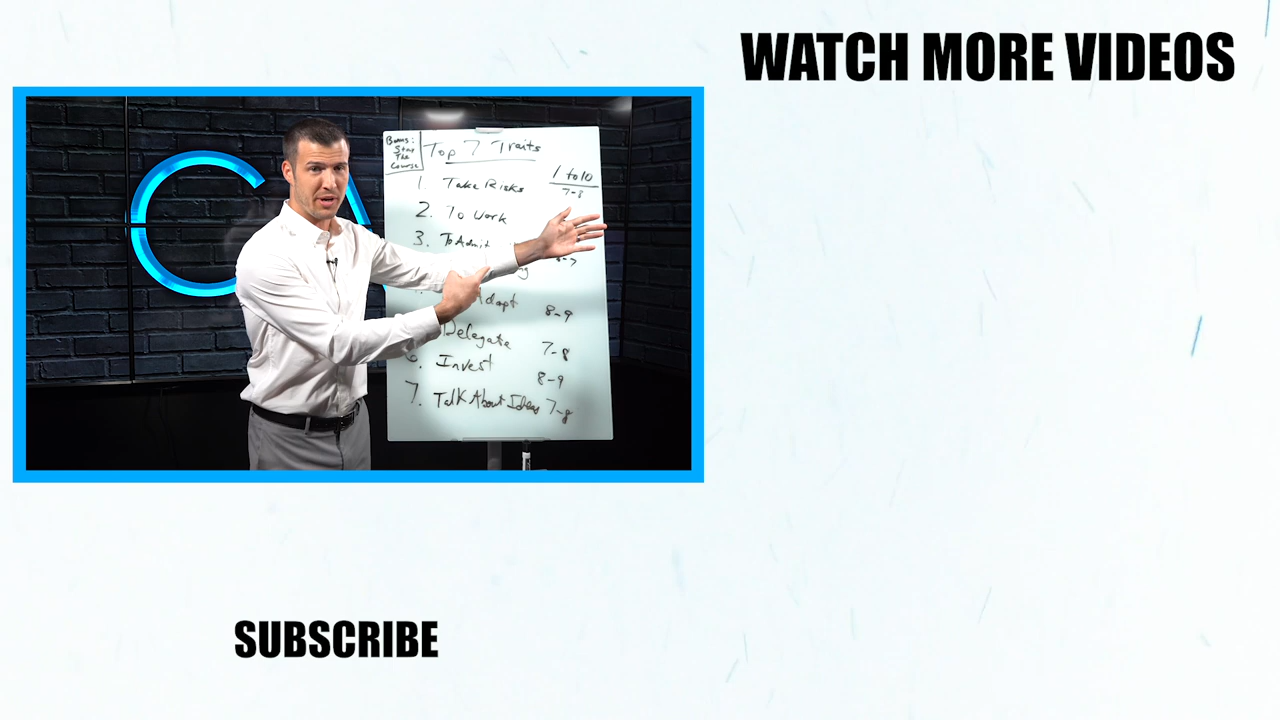 WATCH MORE VIDEOS
Bonus:
Stay
The
Course
Top 7 Traits
1 to 10
1. Take Risks 7-8
2. To Work
3. To Admit
Adapt 8-9
Delegate 7-8
6. Invest 8-9
7. Talk About Ideas 7-8
SUBSCRIBE